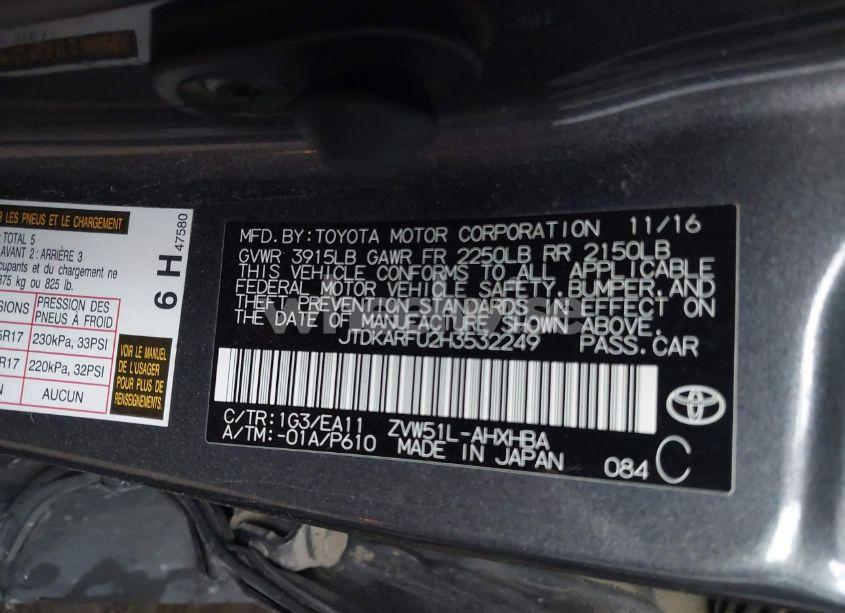 R LES PNEUS ET LE CHARGEMENT
TOTAL 5
AVANT 2 : ARRIÈRE 3
cupants et du chargement ne
375 kg ou 825 lb.
SIONS PRESSION DES PNEUS À FROID
5R17 230kPa, 33PSI
R17 220kPa, 32PSI
N AUCUN
VOIR LE MANUEL
DE L'USAGER
POUR PLUS DE
RENSEIGNEMENTS.
6 H 47580
MFD. BY: TOYOTA MOTOR CORPORATION 11/16
GVWR 3915LB GAWR FR 2250LB RR 2150LB
THIS VEHICLE CONFORMS TO ALL APPLICABLE
FEDERAL MOTOR VEHICLE SAFETY, BUMPER, AND
THEFT PREVENTION STANDARDS IN EFFECT ON
THE DATE OF MANUFACTURE SHOWN ABOVE.
JTDKARFU2H3532249 PASS. CAR
C/TR: 1G3/EA11 ZVW51L-AHXHBA
A/TM: -01A/P610 MADE IN JAPAN 084 C